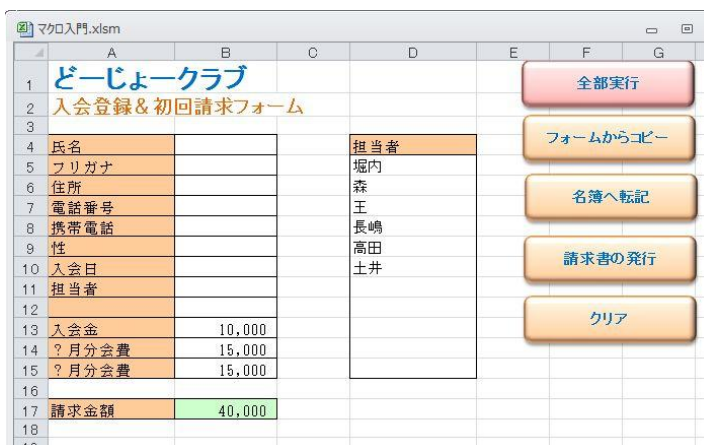 マクロ入門.xlsm
A B C D E F G
1 どーじょークラブ 全部実行
2 入会登録&初回請求フォーム
3
4 氏名 担当者 フォームからコピー
5 フリガナ 堀内
6 住所 森 名簿へ転記
7 電話番号 王
8 携帯電話 長嶋
9 性 高田 請求書の発行
10 入会日 土井
11 担当者
12 クリア
13 入会金 10,000
14 ?月分会費 15,000
15 ?月分会費 15,000
16
17 請求金額 40,000
18